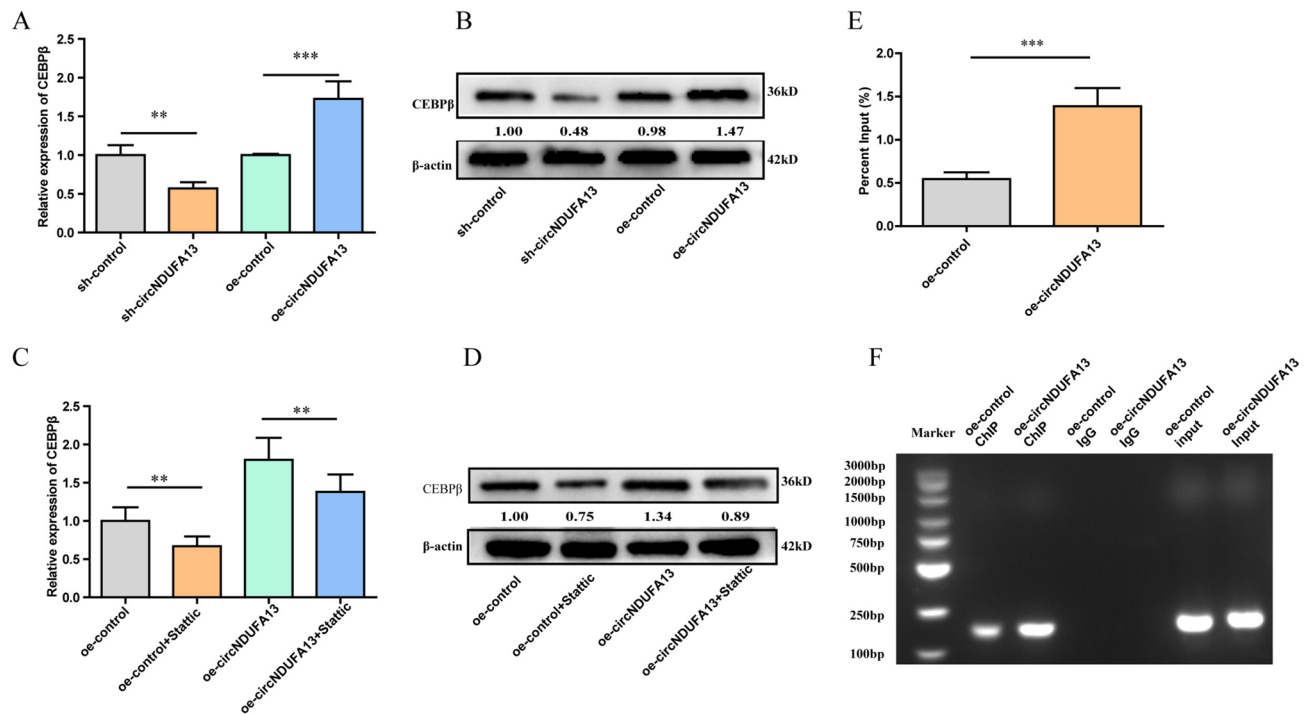 A
Relative expression of CEBPβ
2.5
2.0
1.5
1.0
0.5
0.0
**
***
sh-control
sh-circNDUFA13
oe-control
oe-circNDUFA13
B
CEBPβ
36kD
1.00 0.48 0.98 1.47
β-actin
42kD
sh-control
sh-circNDUFA13
oe-control
oe-circNDUFA13
E
Percent Input (%)
2.0
1.5
1.0
0.5
0.0
***
oe-control
oe-circNDUFA13
C
Relative expression of CEBPβ
2.5
2.0
1.5
1.0
0.5
0.0
**
**
oe-control
oe-control+Stattic
oe-circNDUFA13
oe-circNDUFA13+Stattic
D
CEBPβ
36kD
1.00 0.75 1.34 0.89
β-actin
42kD
oe-control
oe-control+Stattic
oe-circNDUFA13
oe-circNDUFA13+Stattic
F
Marker
oe-control
ChIP
oe-circNDUFA13
ChIP
oe-control
IgG
oe-circNDUFA13
IgG
oe-control
input
oe-circNDUFA13
Input
3000bp
2000bp
1500bp
1000bp
750bp
500bp
250bp
100bp